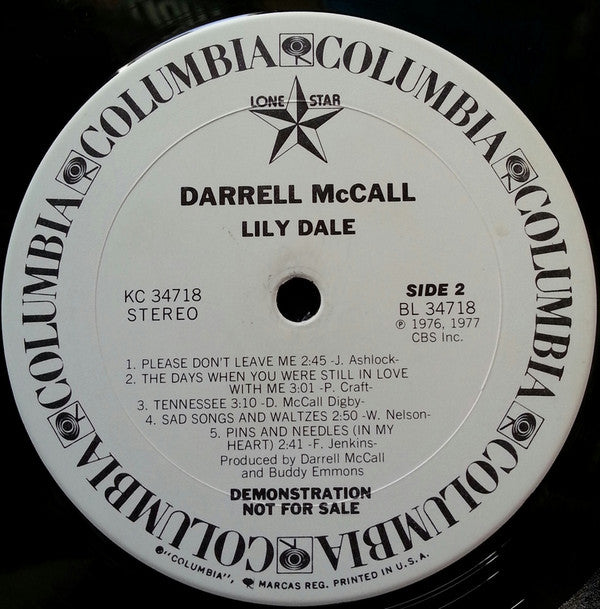 COLUMBIA COLUMBIA COLUMBIA COLUMBIA COLUMBIA COLUMBIA COLUMBIA COLUMBIA
LONE STAR
DARRELL McCALL
LILY DALE
KC 34718
STEREO
SIDE 2
BL 34718
℗ 1976, 1977
CBS Inc.
1. PLEASE DON'T LEAVE ME 2:45 -J. Ashlock-
2. THE DAYS WHEN YOU WERE STILL IN LOVE
WITH ME 3:01 -P. Craft-
3. TENNESSEE 3:10 -D. McCall Digby-
4. SAD SONGS AND WALTZES 2:50 -W. Nelson-
5. PINS AND NEEDLES (IN MY
HEART) 2:41 -F. Jenkins-
Produced by Darrell McCall
and Buddy Emmons
DEMONSTRATION
NOT FOR SALE
®"COLUMBIA", MARCAS REG. PRINTED IN U.S.A.